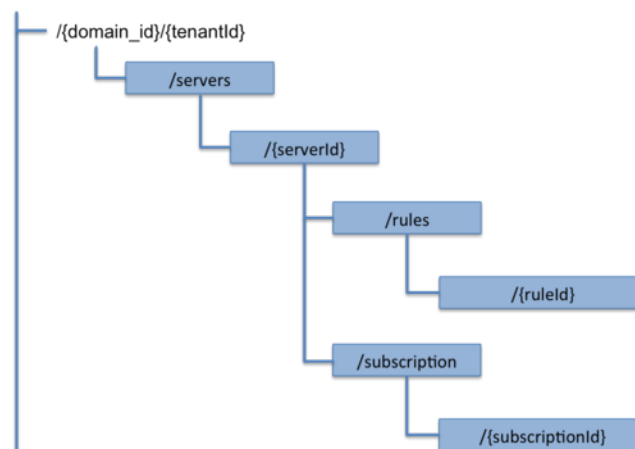 /{domain_id}/{tenantId}
/servers
/{serverId}
/rules
/{ruleId}
/subscription
/{subscriptionId}